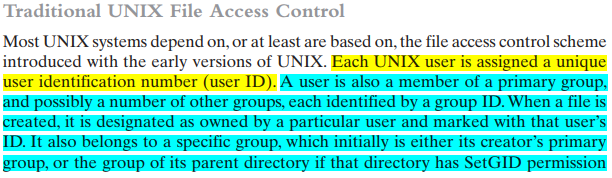 Traditional UNIX File Access Control
Most UNIX systems depend on, or at least are based on, the file access control scheme
introduced with the early versions of UNIX. Each UNIX user is assigned a unique
user identification number (user ID). A user is also a member of a primary group,
and possibly a number of other groups, each identified by a group ID. When a file is
created, it is designated as owned by a particular user and marked with that user’s
ID. It also belongs to a specific group, which initially is either its creator’s primary
group, or the group of its parent directory if that directory has SetGID permission